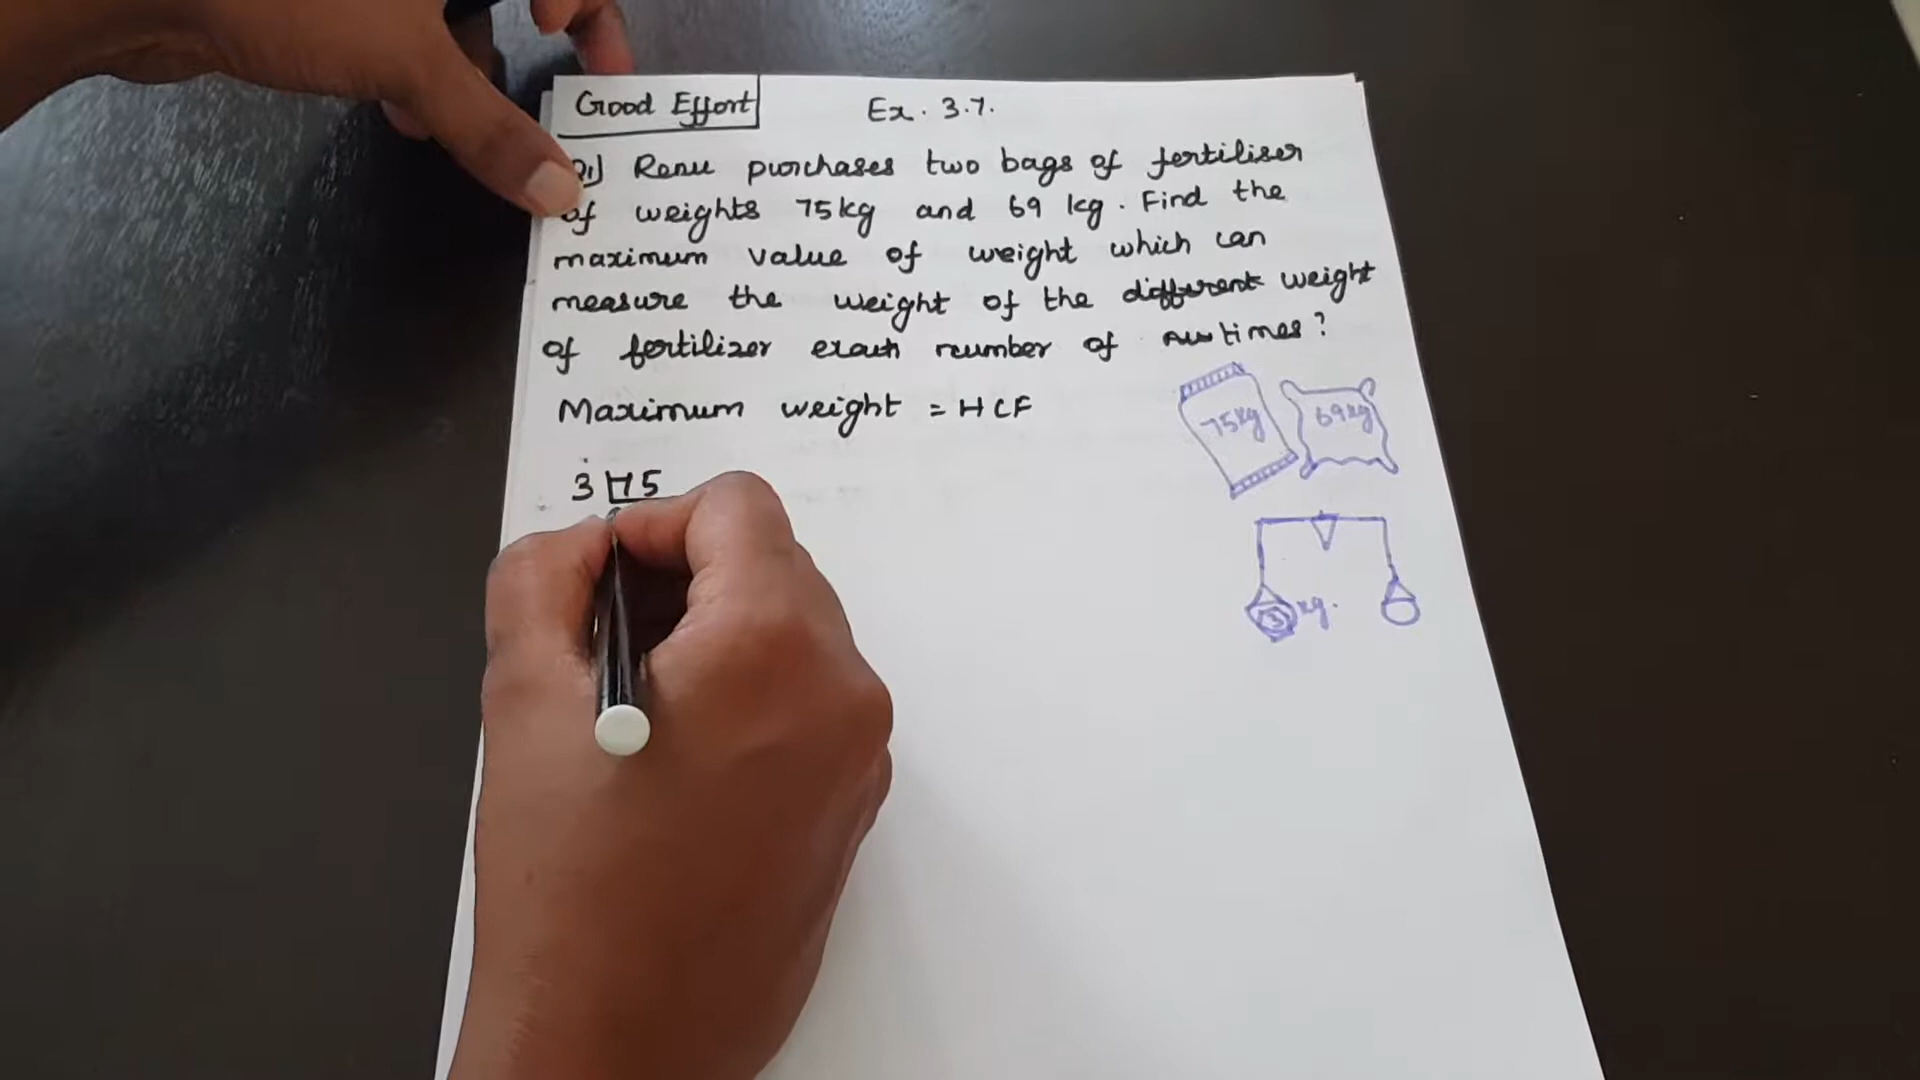 Good Effort
Ex. 3.7.
Q1) Renu purchases two bags of fertiliser
of weights 75kg and 69 kg. Find the
maximum value of weight which can
measure the weight of the different weight
of fertilizer exact number of times?
Maximum weight = HCF
75kg
69kg
3 75
3 kg.